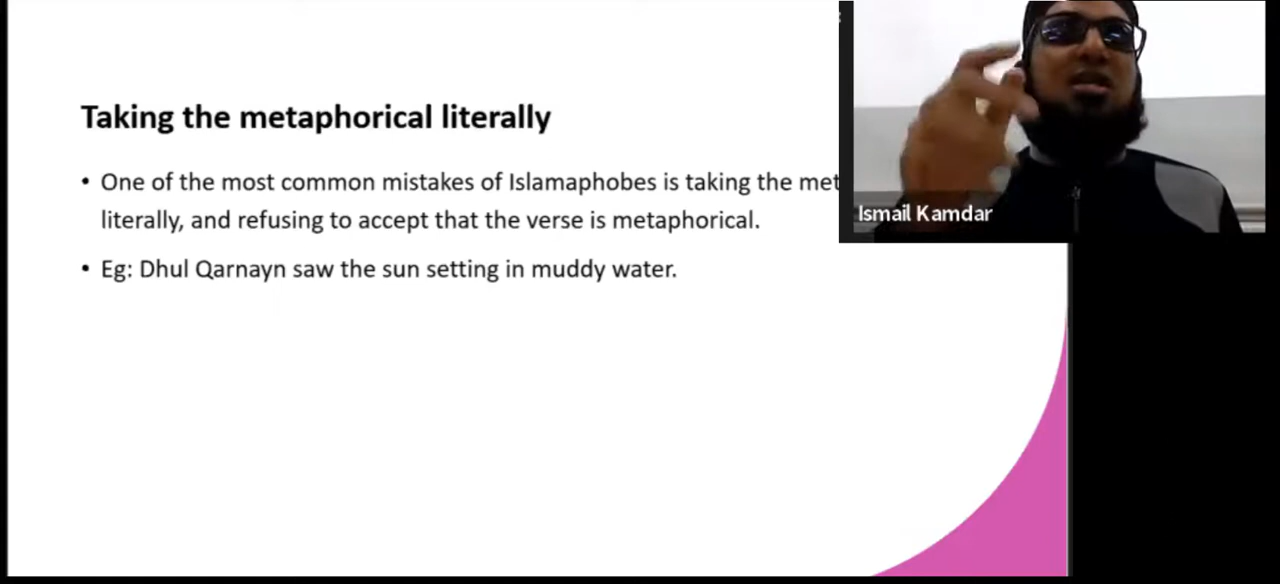 Taking the metaphorical literally
• One of the most common mistakes of Islamaphobes is taking the
literally, and refusing to accept that the verse is metaphorical.
• Eg: Dhul Qarnayn saw the sun setting in muddy water.
Ismail Kamdar